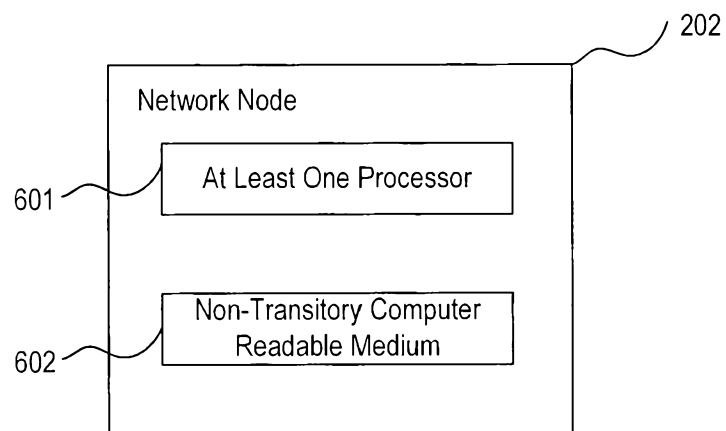 202
Network Node
At Least One Processor
601
Non-Transitory Computer
Readable Medium
602